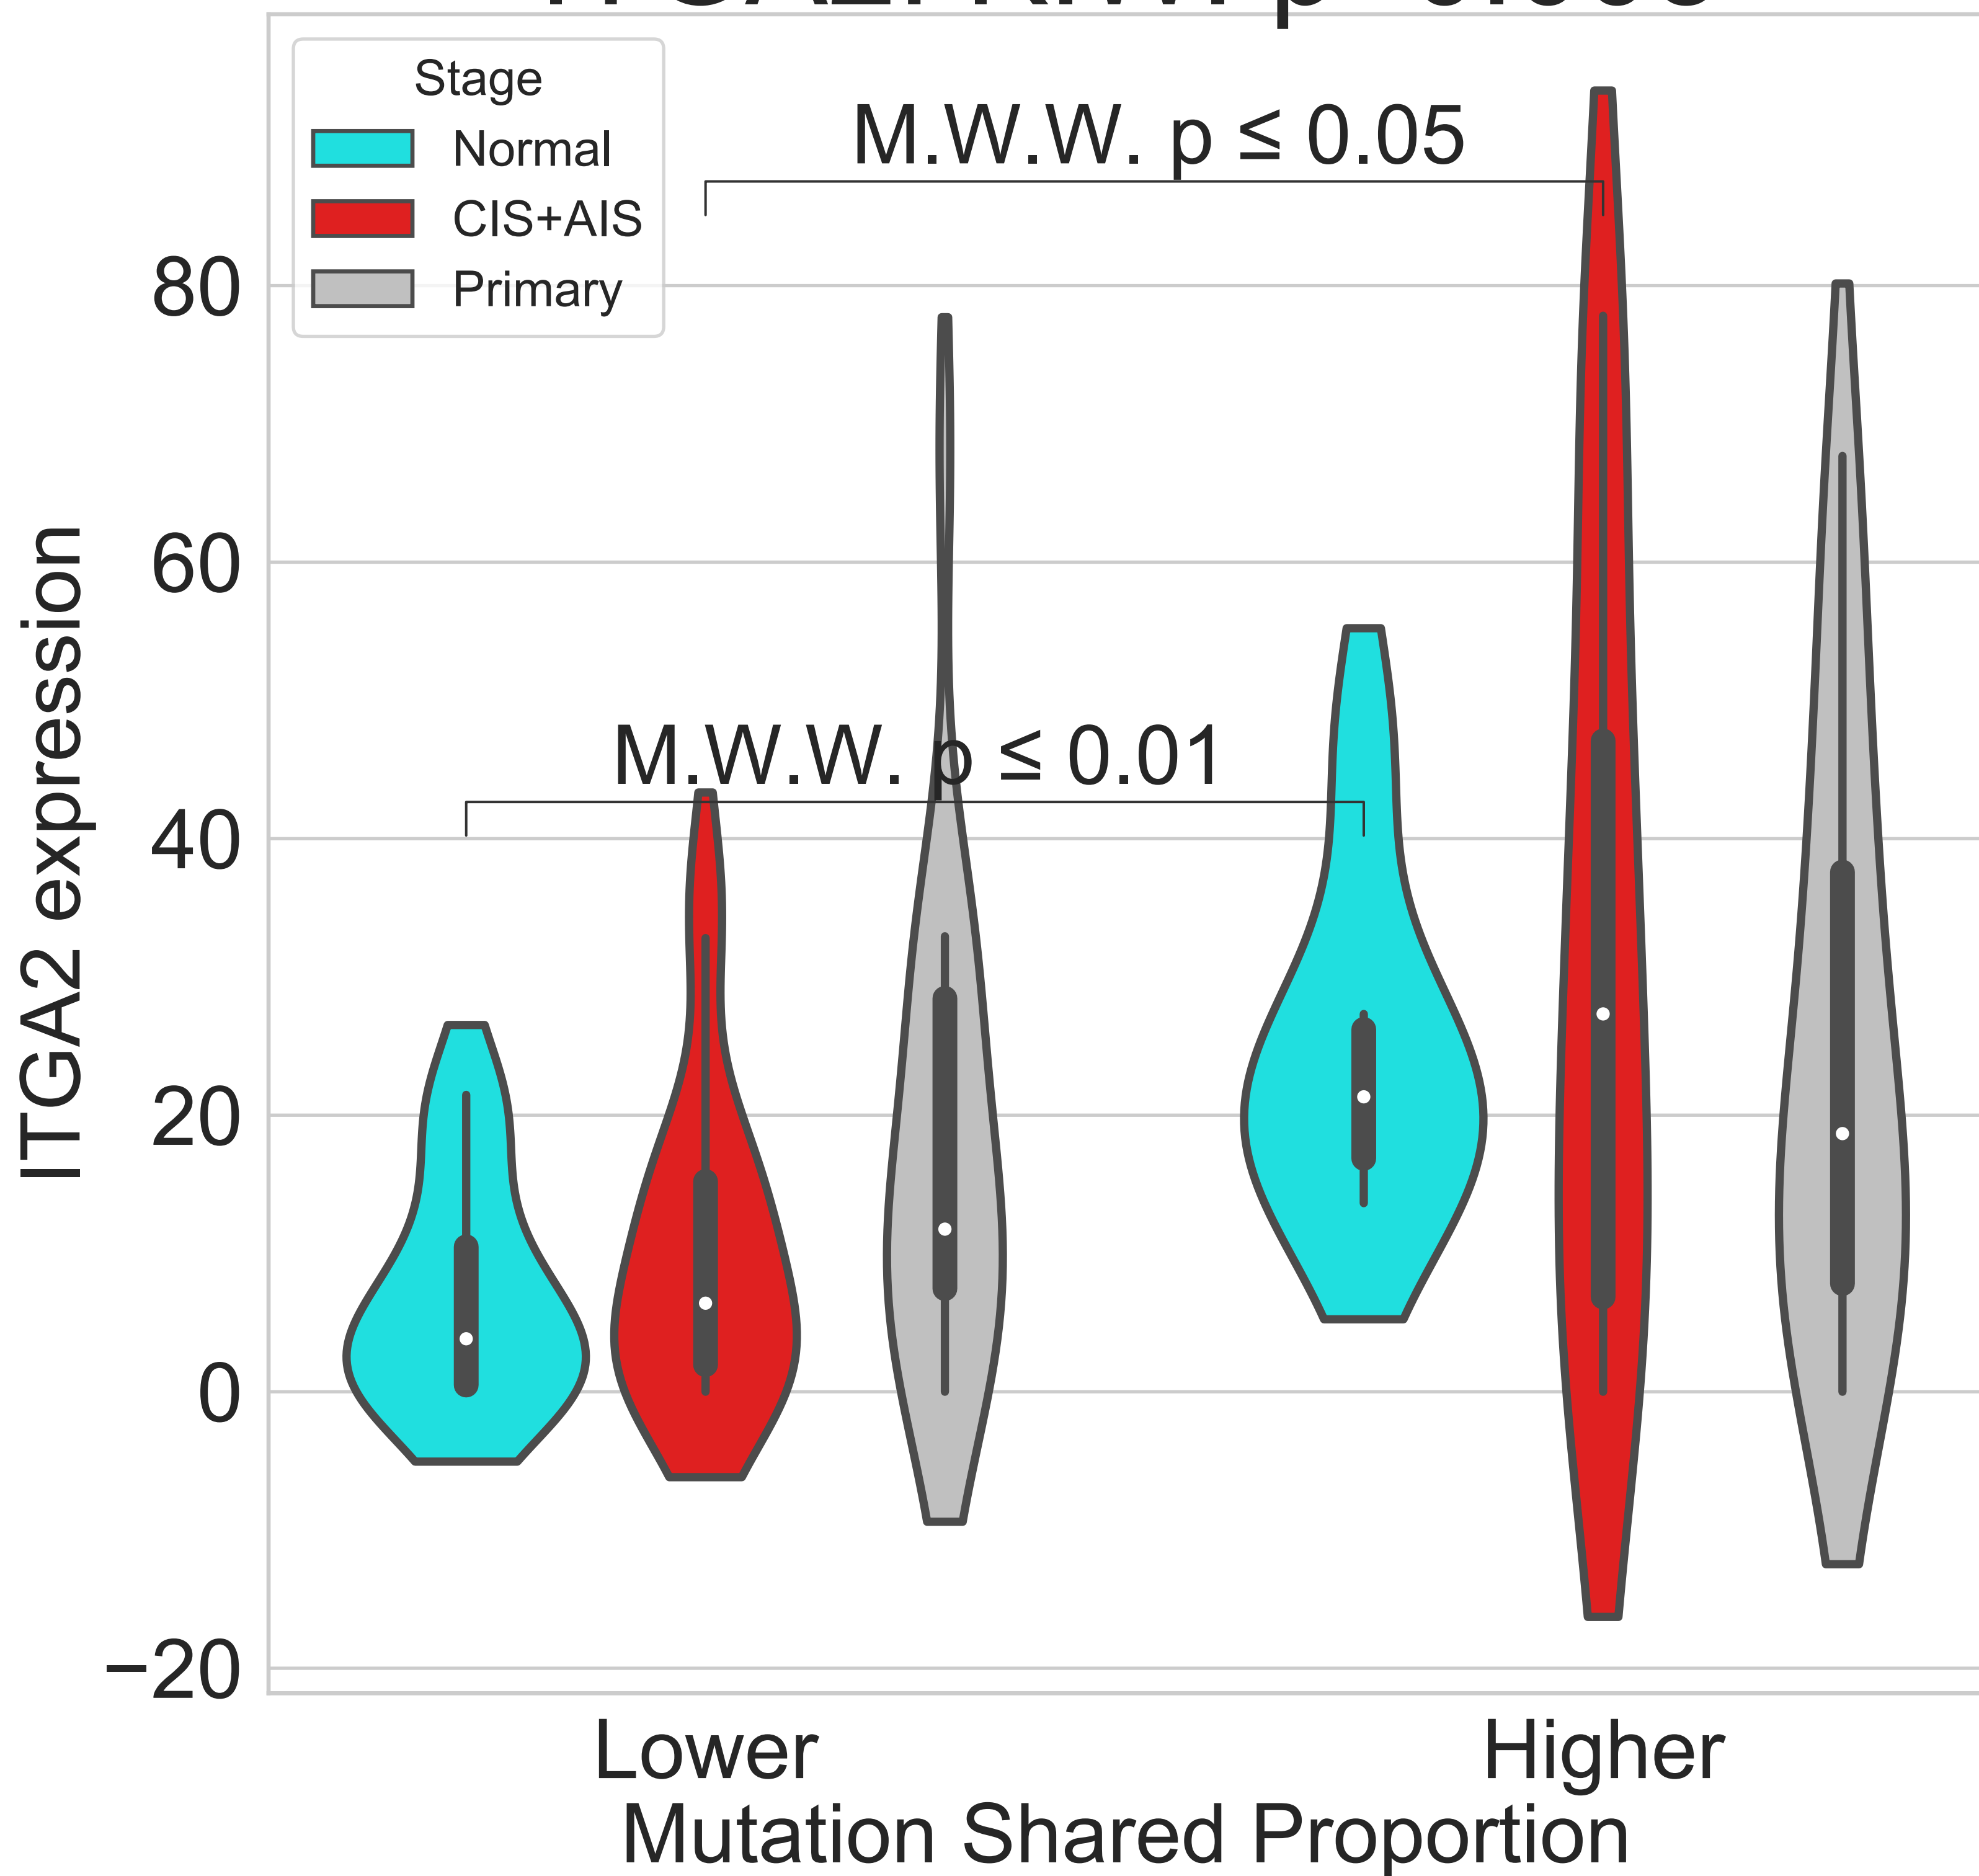 Stage
Normal
CIS+AIS
Primary
M.W.W. p ≤ 0.05
M.W.W. p ≤ 0.01
ITGA2 expression
80
60
40
20
0
−20
Lower
Higher
Mutation Shared Proportion